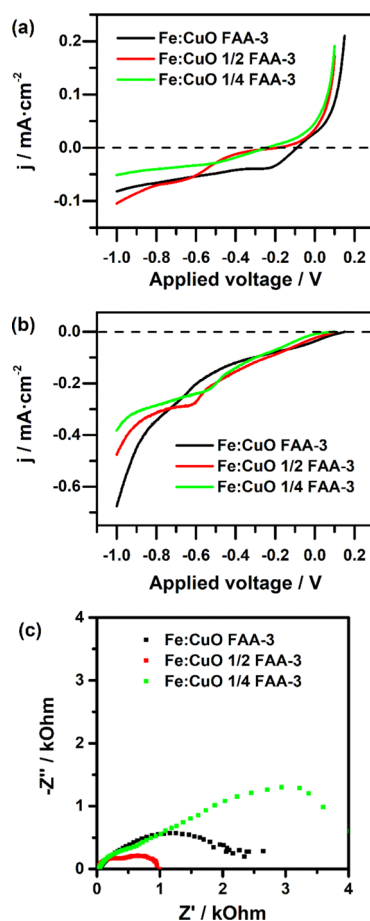 (a)
Fe:CuO FAA-3
Fe:CuO 1/2 FAA-3
Fe:CuO 1/4 FAA-3
0.2
0.1
0.0
-0.1
j / mA·cm⁻²
-1.0 -0.8 -0.6 -0.4 -0.2 0.0 0.2
Applied voltage / V
(b)
0.0
-0.2
-0.4
-0.6
j / mA·cm⁻²
Fe:CuO FAA-3
Fe:CuO 1/2 FAA-3
Fe:CuO 1/4 FAA-3
-1.0 -0.8 -0.6 -0.4 -0.2 0.0 0.2
Applied voltage / V
(c)
4
3
2
1
0
-Z'' / kOhm
Fe:CuO FAA-3
Fe:CuO 1/2 FAA-3
Fe:CuO 1/4 FAA-3
0 1 2 3 4
Z' / kOhm